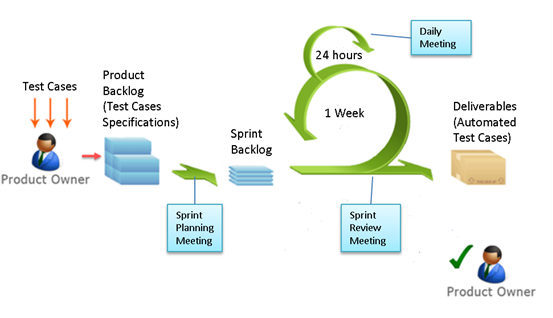 Test Cases
Product Owner
Product
Backlog
(Test Cases
Specifications)
Sprint
Planning
Meeting
Sprint
Backlog
24 hours
Daily
Meeting
1 Week
Sprint
Review
Meeting
Deliverables
(Automated
Test Cases)
Product Owner